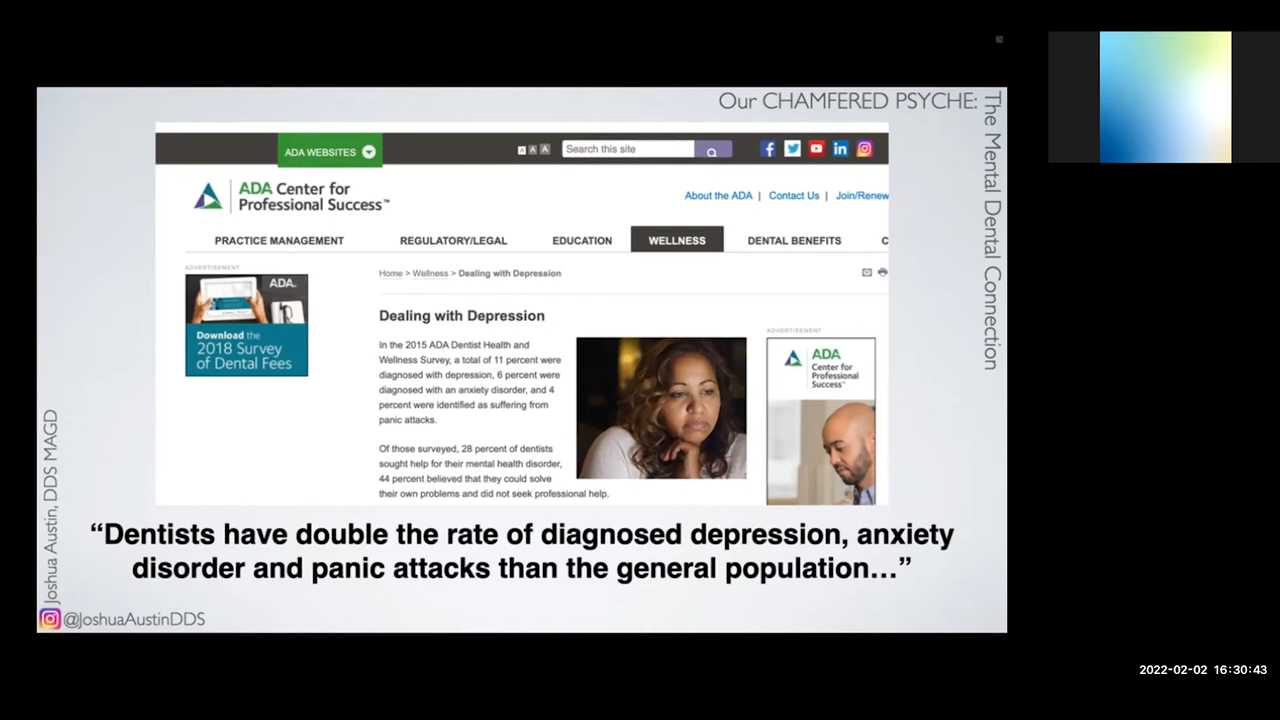 Our CHAMFERED PSYCHE:
The Mental Dental Connection
ADA WEBSITES
A A A
Search this site
ADA Center for
Professional Success™
About the ADA | Contact Us | Join/Renew
PRACTICE MANAGEMENT REGULATORY/LEGAL EDUCATION WELLNESS DENTAL BENEFITS C
ADVERTISEMENT
ADA.
Download the
2018 Survey
of Dental Fees
Home > Wellness > Dealing with Depression
Dealing with Depression
In the 2015 ADA Dentist Health and
Wellness Survey, a total of 11 percent were
diagnosed with depression, 6 percent were
diagnosed with an anxiety disorder, and 4
percent were identified as suffering from
panic attacks.
Of those surveyed, 28 percent of dentists
sought help for their mental health disorder,
44 percent believed that they could solve
their own problems and did not seek professional help.
ADVERTISEMENT
ADA
Center for
Professional
Success™
“Dentists have double the rate of diagnosed depression, anxiety
disorder and panic attacks than the general population…”
Joshua Austin, DDS MAGD
@JoshuaAustinDDS
2022-02-02 16:30:43